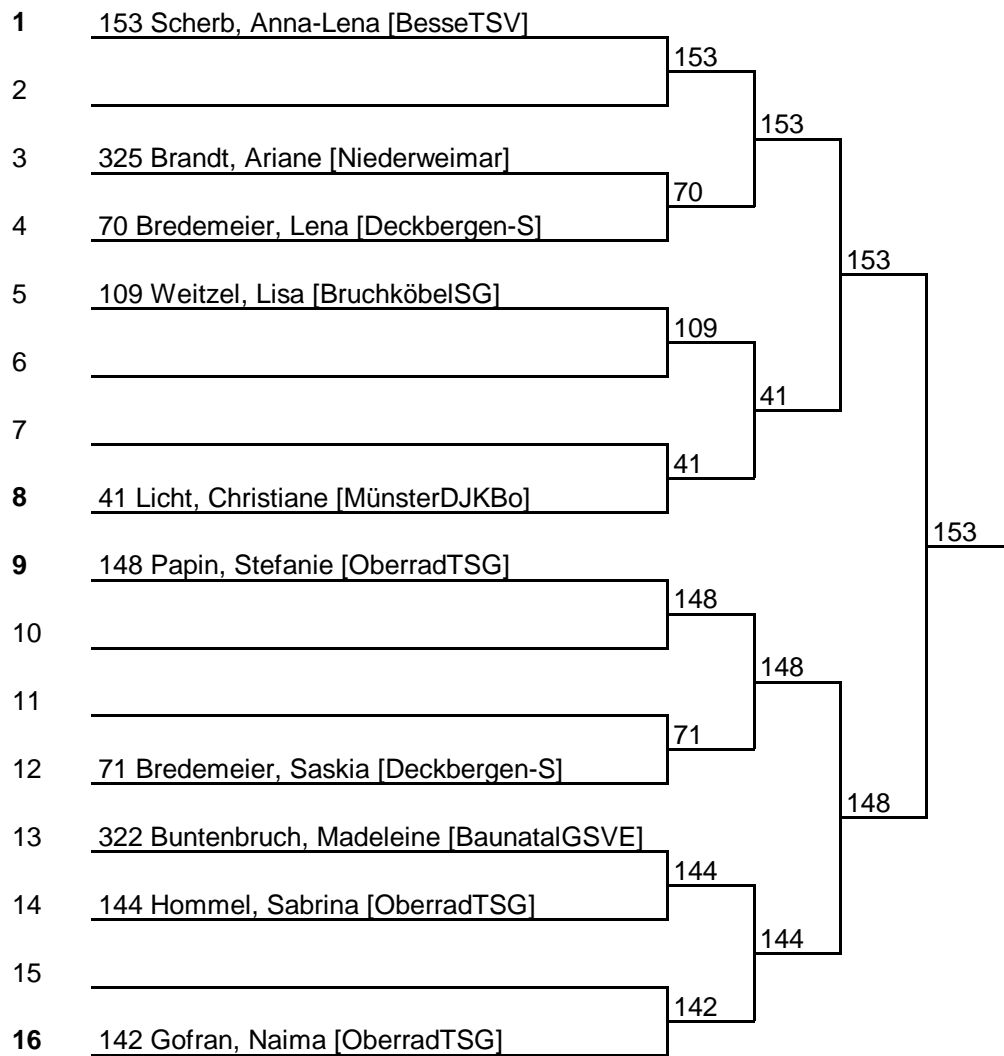 1 153 Scherb, Anna-Lena [BesseTSV]
153
2
153
3 325 Brandt, Ariane [Niederweimar]
70
4 70 Bredemeier, Lena [Deckbergen-S]
153
5 109 Weitzel, Lisa [BruchköbelSG]
109
6
41
7
41
8 41 Licht, Christiane [MünsterDJKBo]
153
9 148 Papin, Stefanie [OberradTSG]
148
10
148
11
71
12 71 Bredemeier, Saskia [Deckbergen-S]
148
13 322 Buntenbruch, Madeleine [BaunatalGSVE]
144
14 144 Hommel, Sabrina [OberradTSG]
144
15
142
16 142 Gofran, Naima [OberradTSG]